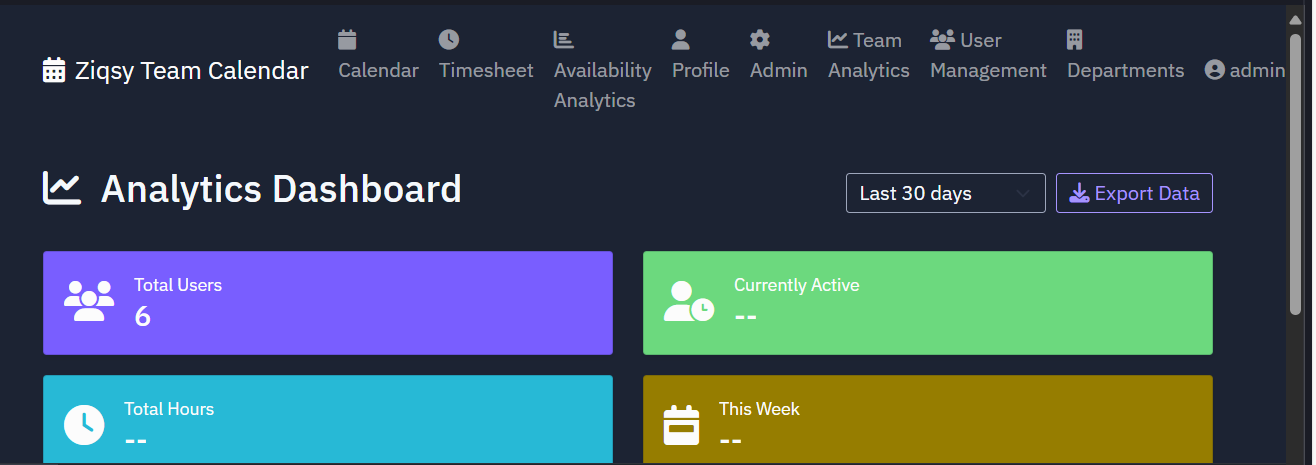 Ziqsy Team Calendar
Calendar
Timesheet
Availability
Analytics
Profile
Admin
Team
Analytics
User
Management
Departments
admin
Analytics Dashboard
Last 30 days
Export Data
Total Users
6
Currently Active
--
Total Hours
--
This Week
--